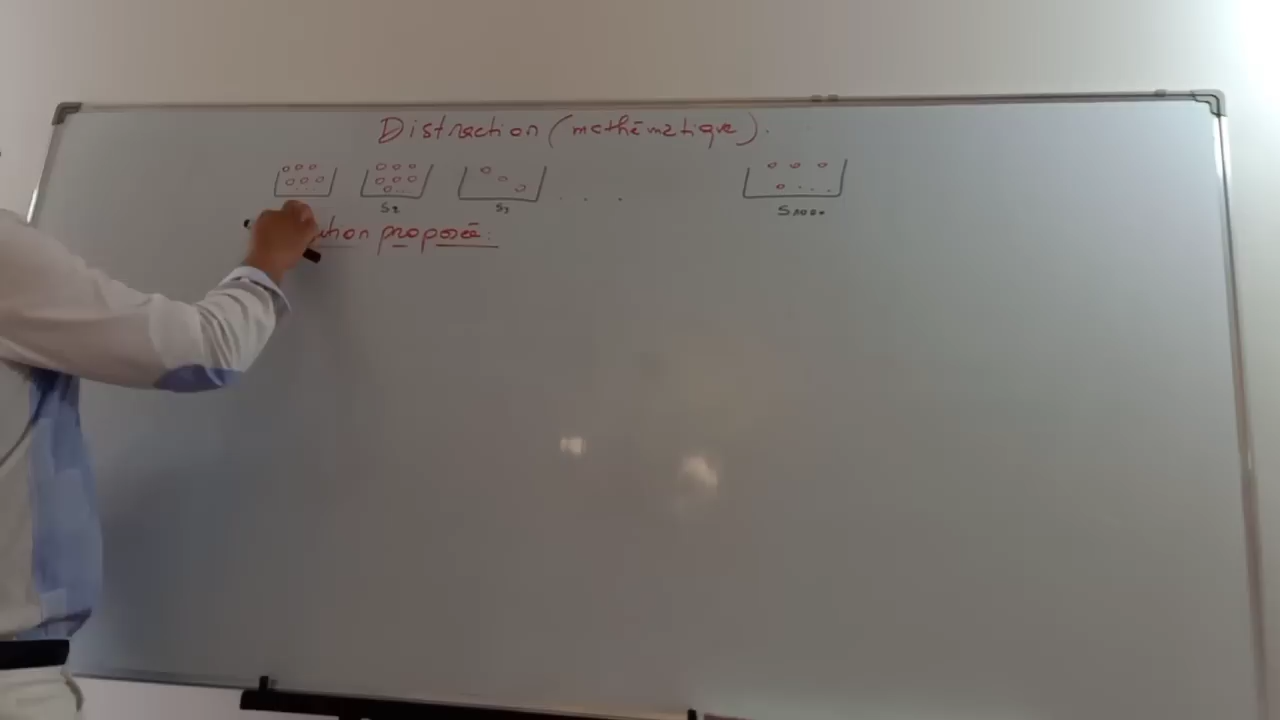 Distraction (mathématique).
S2 S3 . . . S1000
proposée: